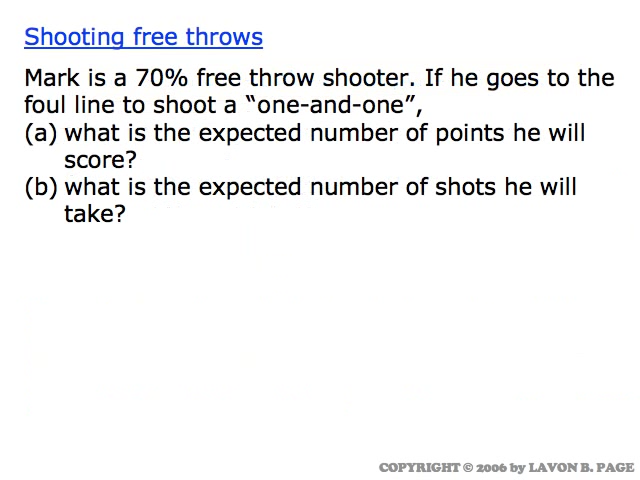 Shooting free throws
Mark is a 70% free throw shooter. If he goes to the
foul line to shoot a “one-and-one”,
(a) what is the expected number of points he will
score?
(b) what is the expected number of shots he will
take?
COPYRIGHT © 2006 by LAVON B. PAGE